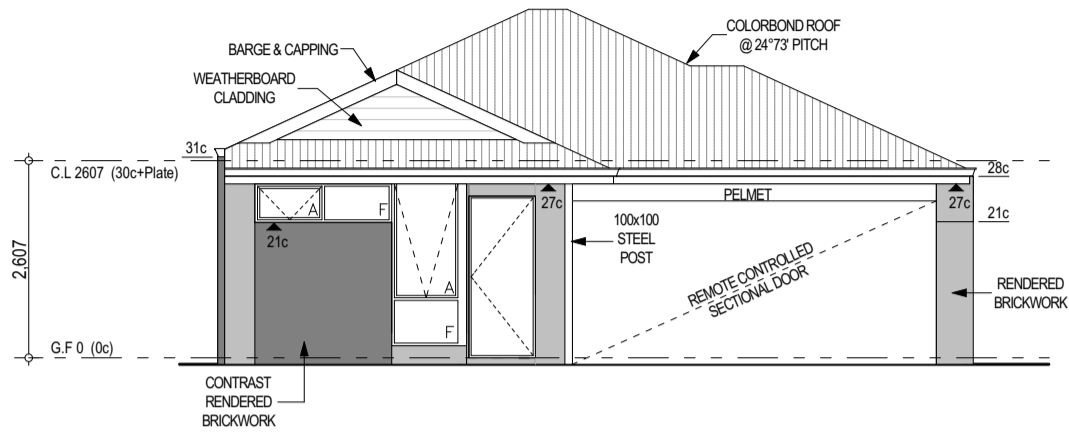 COLORBOND ROOF
@ 24°73' PITCH
BARGE & CAPPING
WEATHERBOARD
CLADDING
31c
C.L 2607 (30c+Plate)
28c
PELMET
A
F
27c
27c
21c
100x100
STEEL
POST
21c
2,607
REMOTE CONTROLLED
SECTIONAL DOOR
A
F
RENDERED
BRICKWORK
G.F 0 (0c)
CONTRAST
RENDERED
BRICKWORK